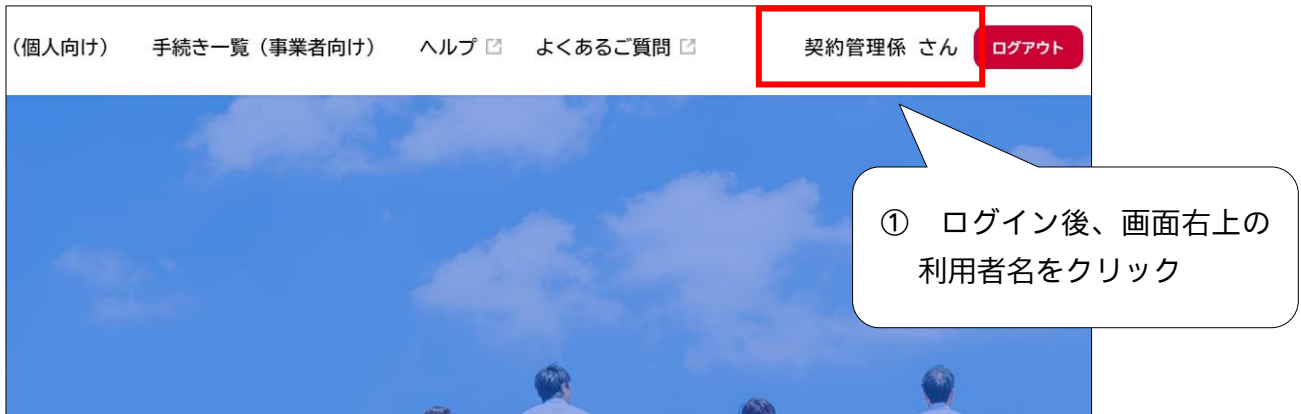 （個人向け） 手続き一覧（事業者向け） ヘルプ よくあるご質問 契約管理係 さん ログアウト
① ログイン後、画面右上の
利用者名をクリック